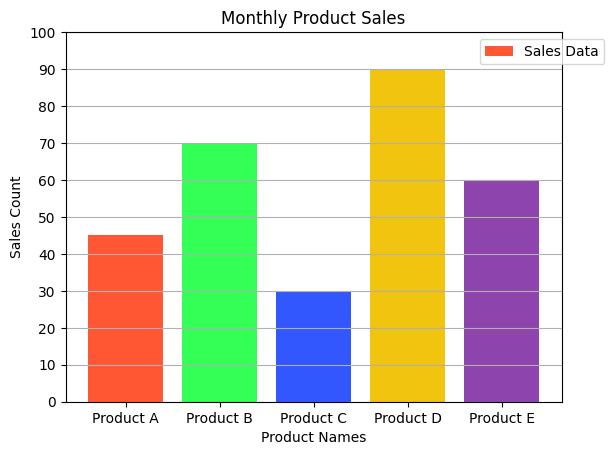 Monthly Product Sales
Sales Data
Sales Count
100
90
80
70
60
50
40
30
20
10
0
Product A Product B Product C Product D Product E
Product Names